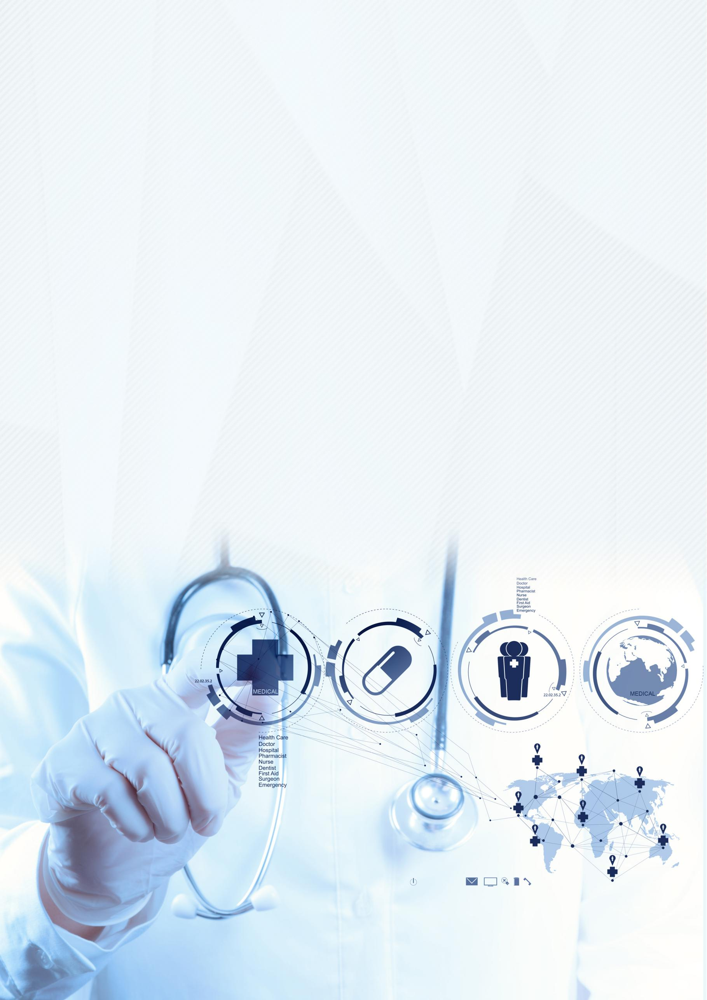 Health Care
Doctor
Hospital
Pharmacist
Nurse
Dentist
First Aid
Surgeon
Emergency
22.02.35.2
MEDICAL
22.02.35.2
MEDICAL
Health Care
Doctor
Hospital
Pharmacist
Nurse
Dentist
First Aid
Surgeon
Emergency